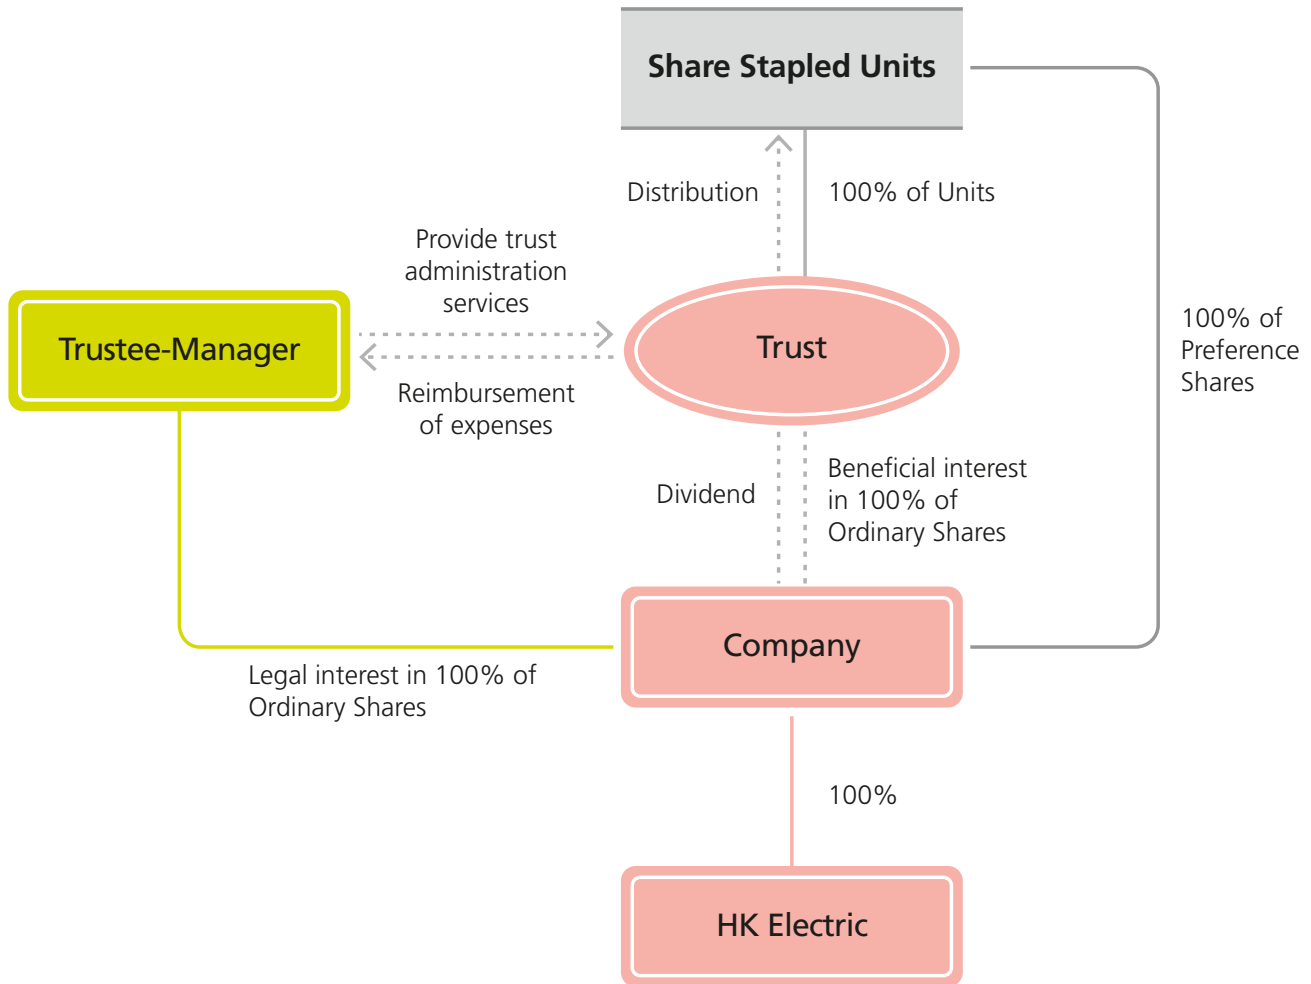 Share Stapled Units
Distribution
100% of Units
Provide trust
administration
services
Trustee-Manager
Trust
100% of
Preference
Shares
Reimbursement
of expenses
Dividend
Beneficial interest
in 100% of
Ordinary Shares
Company
Legal interest in 100% of
Ordinary Shares
100%
HK Electric